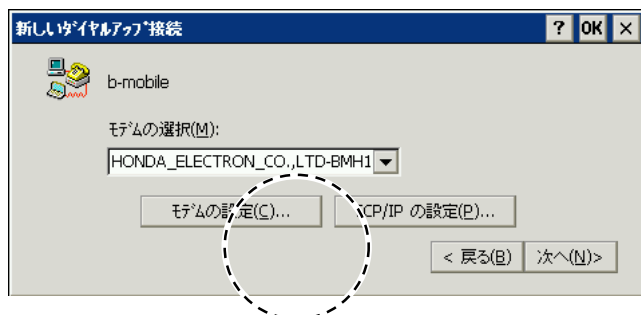 新しいダイヤルアップ接続 ? OK ×
b-mobile
モデムの選択(M):
HONDA_ELECTRON_CO.,LTD-BMH1
モデムの設定(C)... TCP/IP の設定(P)...
< 戻る(B) 次へ(N)>